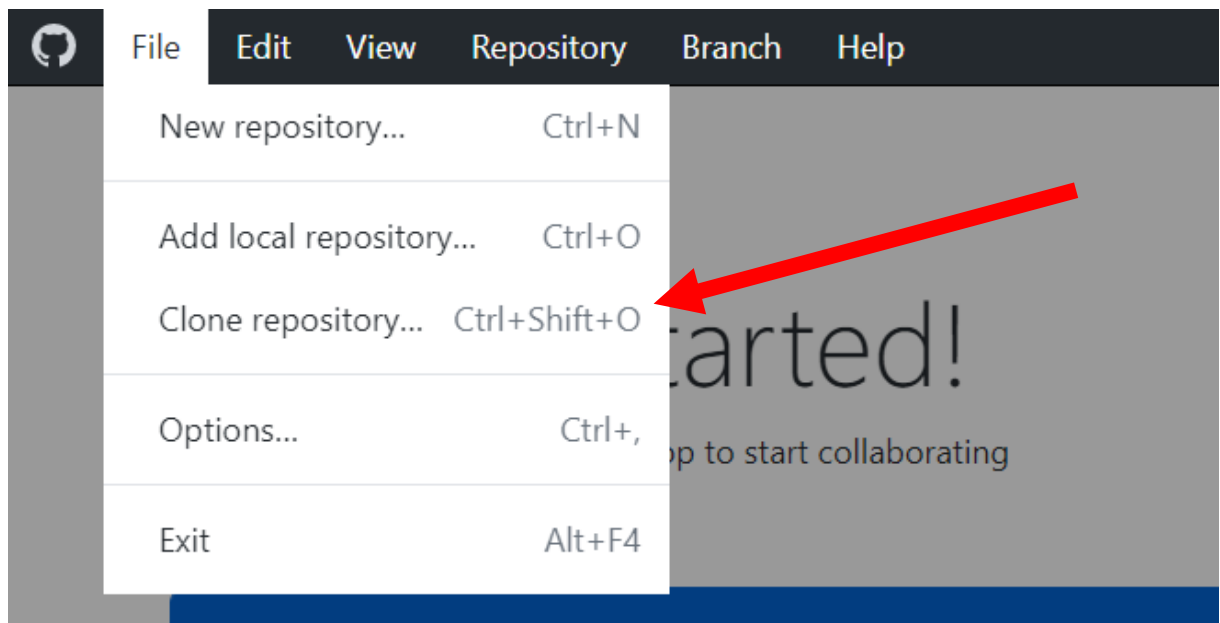 File Edit View Repository Branch Help
New repository... Ctrl+N
Add local repository... Ctrl+O
Clone repository... Ctrl+Shift+O
arted!
Options... Ctrl+,
to start collaborating
Exit Alt+F4